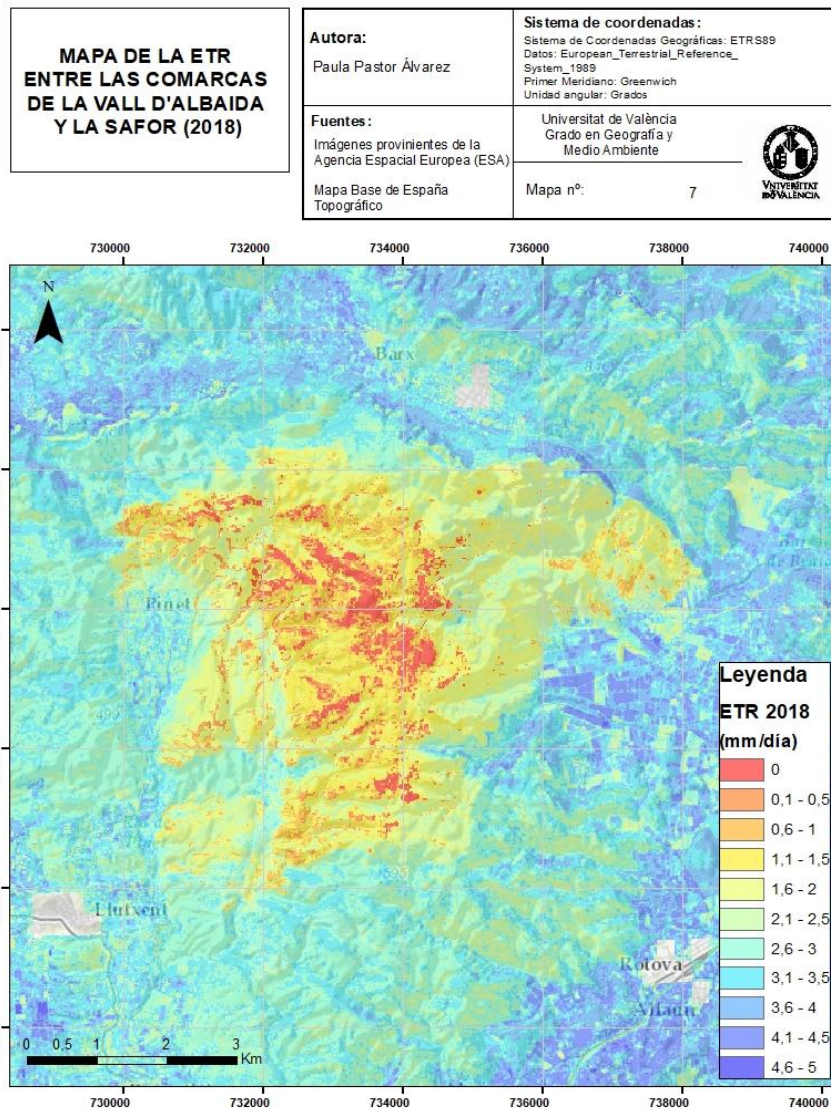 MAPA DE LA ETR
ENTRE LAS COMARCAS
DE LA VALL D'ALBAIDA
Y LA SAFOR (2018)
Autora:
Paula Pastor Álvarez
Sistema de coordenadas:
Sistema de Coordenadas Geográficas: ETRS89
Datos: European_Terrestrial_Reference_
System_1989
Primer Meridiano: Greenwich
Unidad angular: Grados
Fuentes:
Imágenes provinientes de la
Agencia Espacial Europea (ESA)
Mapa Base de España
Topográfico
Universitat de València
Grado en Geografía y
Medio Ambiente
Mapa nº: 7
VNIVERSITAT
730000 732000 734000 736000 738000 740000
N
Barx
Pinet
499
595
Llutxent
Rotova
Leyenda
ETR 2018
(mm/día)
0
0,1 - 0,5
0,6 - 1
1,1 - 1,5
1,6 - 2
2,1 - 2,5
2,6 - 3
3,1 - 3,5
3,6 - 4
4,1 - 4,5
4,6 - 5
0 0,5 1 2 3
Km
730000 732000 734000 736000 738000 740000